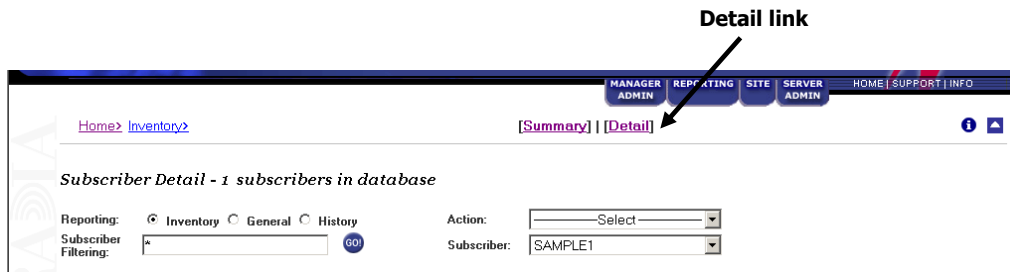 Detail link
MANAGER ADMIN REPORTING SITE SERVER ADMIN HOME | SUPPORT | INFO
Home> Inventory> [Summary] | [Detail]
Subscriber Detail - 1 subscribers in database
Reporting: Inventory General History Action: Select
Subscriber Filtering: * GO! Subscriber: SAMPLE1
ADIA